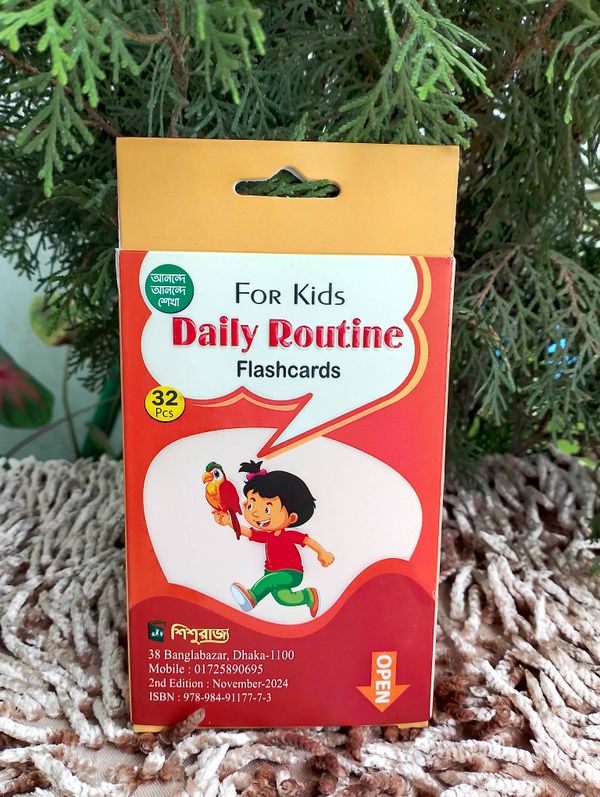 আনন্দে
আনন্দে
শেখা
FOR KIDS
Daily Routine
Flashcards
32
Pcs
শিশুরাজ্য
38 Banglabazar, Dhaka-1100
Mobile : 01725890695
2nd Edition : November-2024
ISBN : 978-984-91177-7-3
OPEN